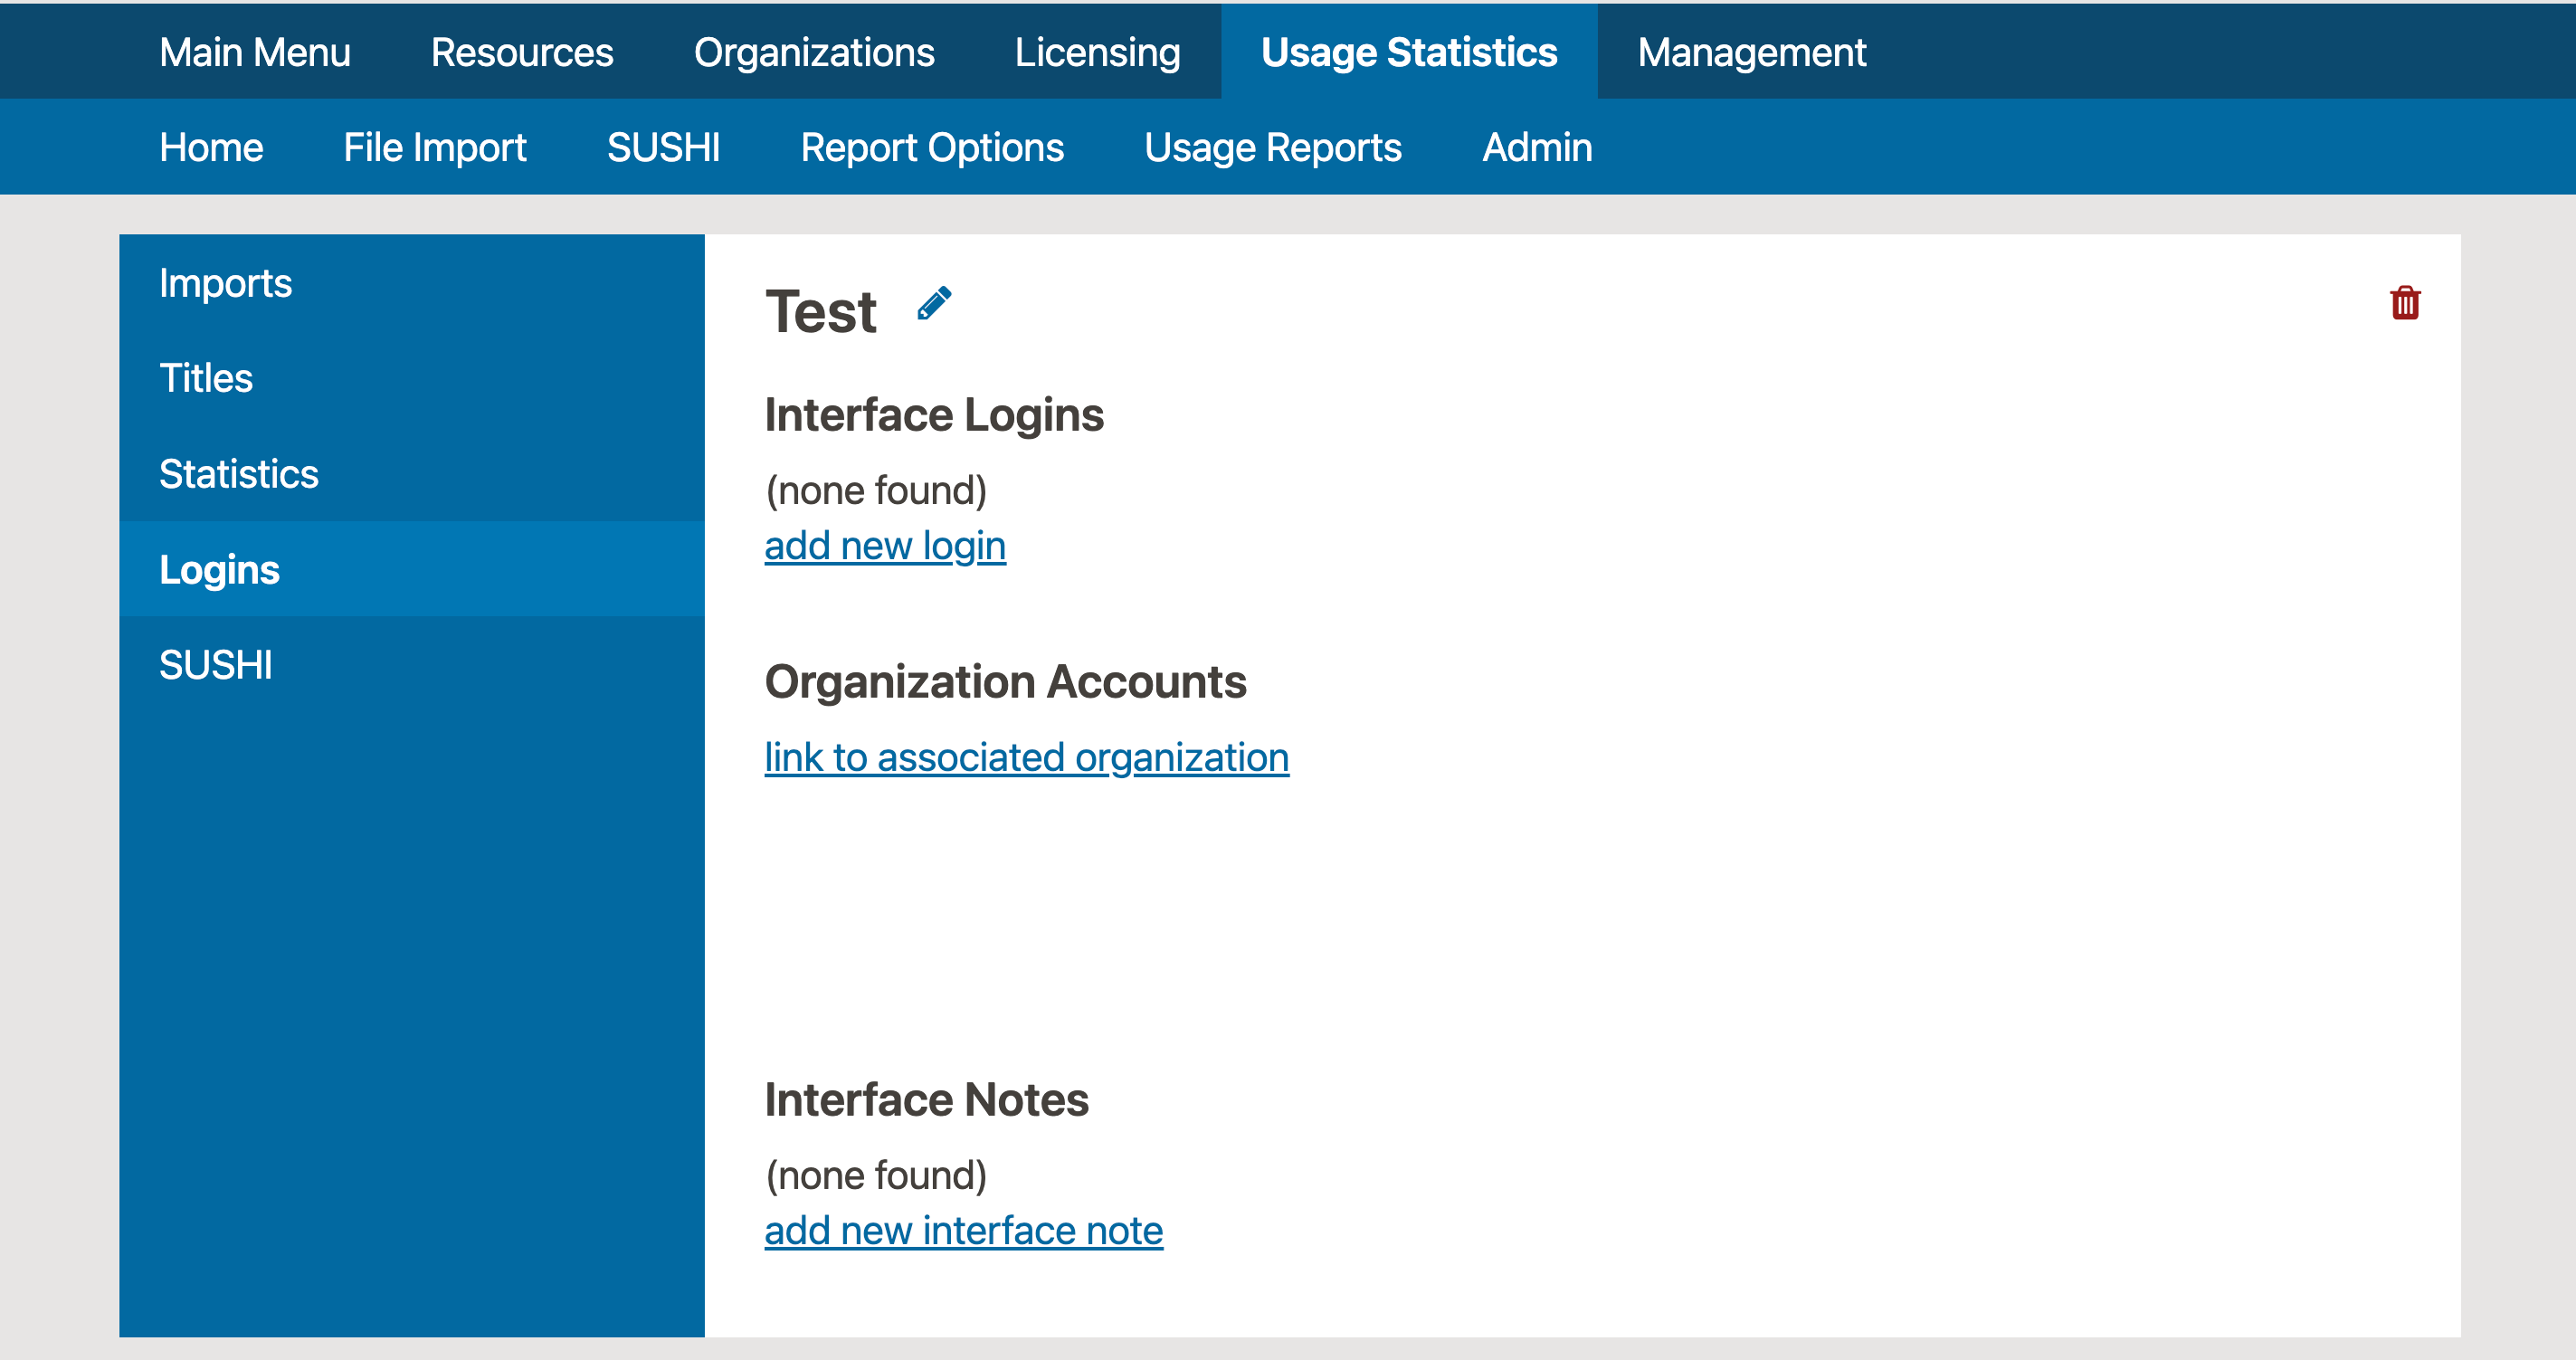 Main Menu Resources Organizations Licensing Usage Statistics Management
Home File Import SUSHI Report Options Usage Reports Admin
Imports
Titles
Statistics
Logins
SUSHI
Test
Interface Logins
(none found)
add new login
Organization Accounts
link to associated organization
Interface Notes
(none found)
add new interface note